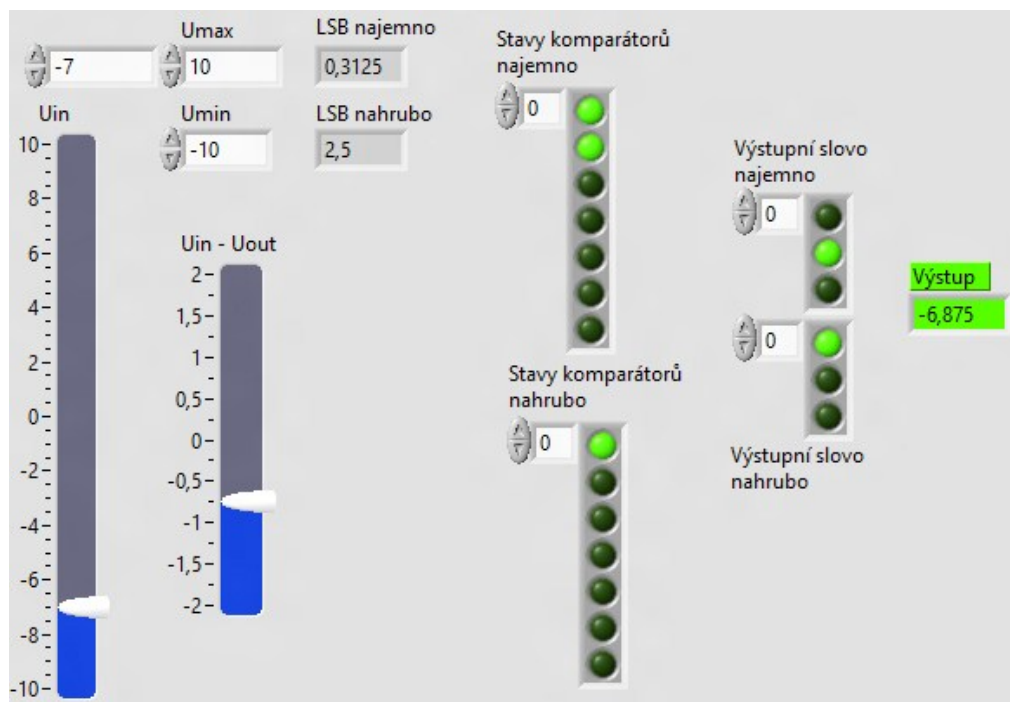 Umax
LSB najemno
-7
10
0,3125
Uin
Umin
LSB nahrubo
-10
2,5
10
8
6
4
2
0
-2
-4
-6
-8
-10
Uin - Uout
2
1,5
1
0,5
0
-0,5
-1
-1,5
-2
Stavy komparátorů
najemno
0
Stavy komparátorů
nahrubo
0
Výstupní slovo
najemno
0
0
Výstupní slovo
nahrubo
Výstup
-6,875